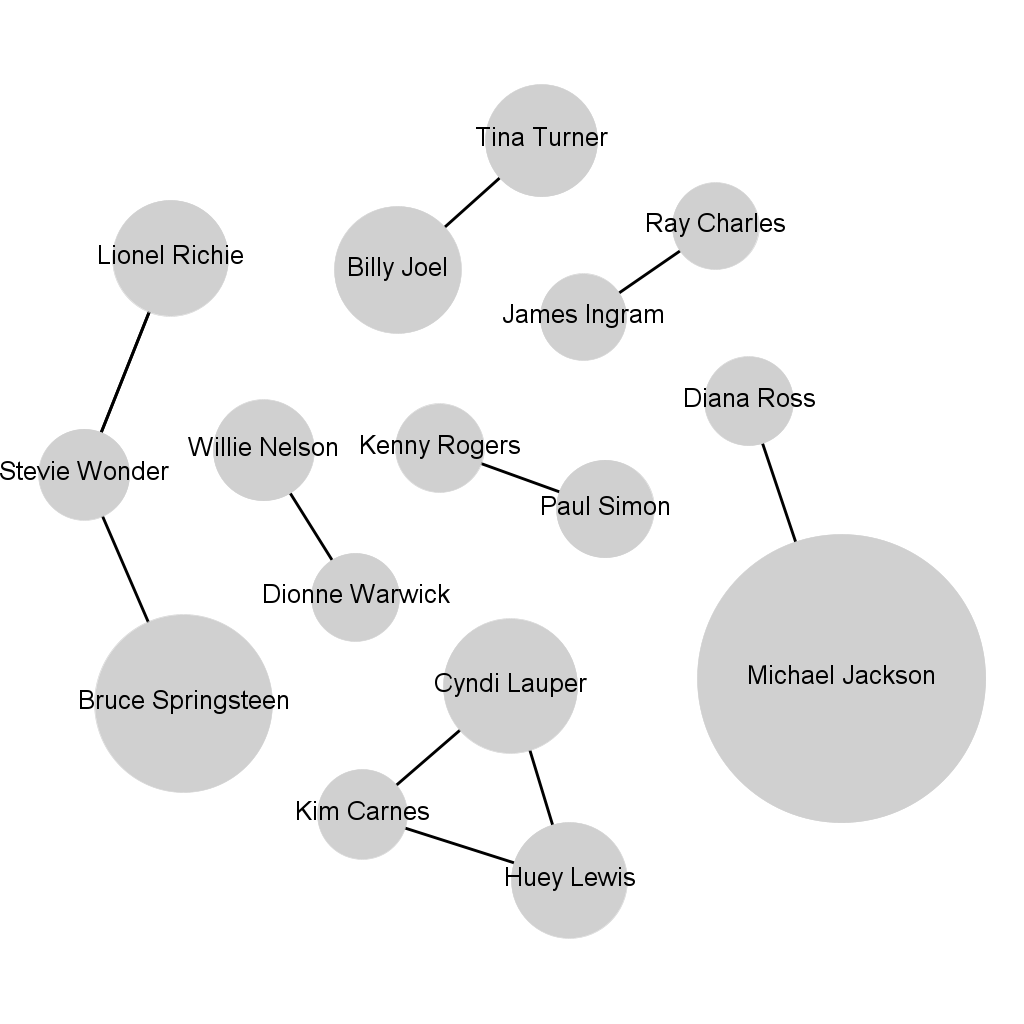 Tina Turner
Ray Charles
Lionel Richie
Billy Joel
James Ingram
Diana Ross
Willie Nelson
Kenny Rogers
Stevie Wonder
Paul Simon
Dionne Warwick
Cyndi Lauper
Michael Jackson
Bruce Springsteen
Kim Carnes
Huey Lewis